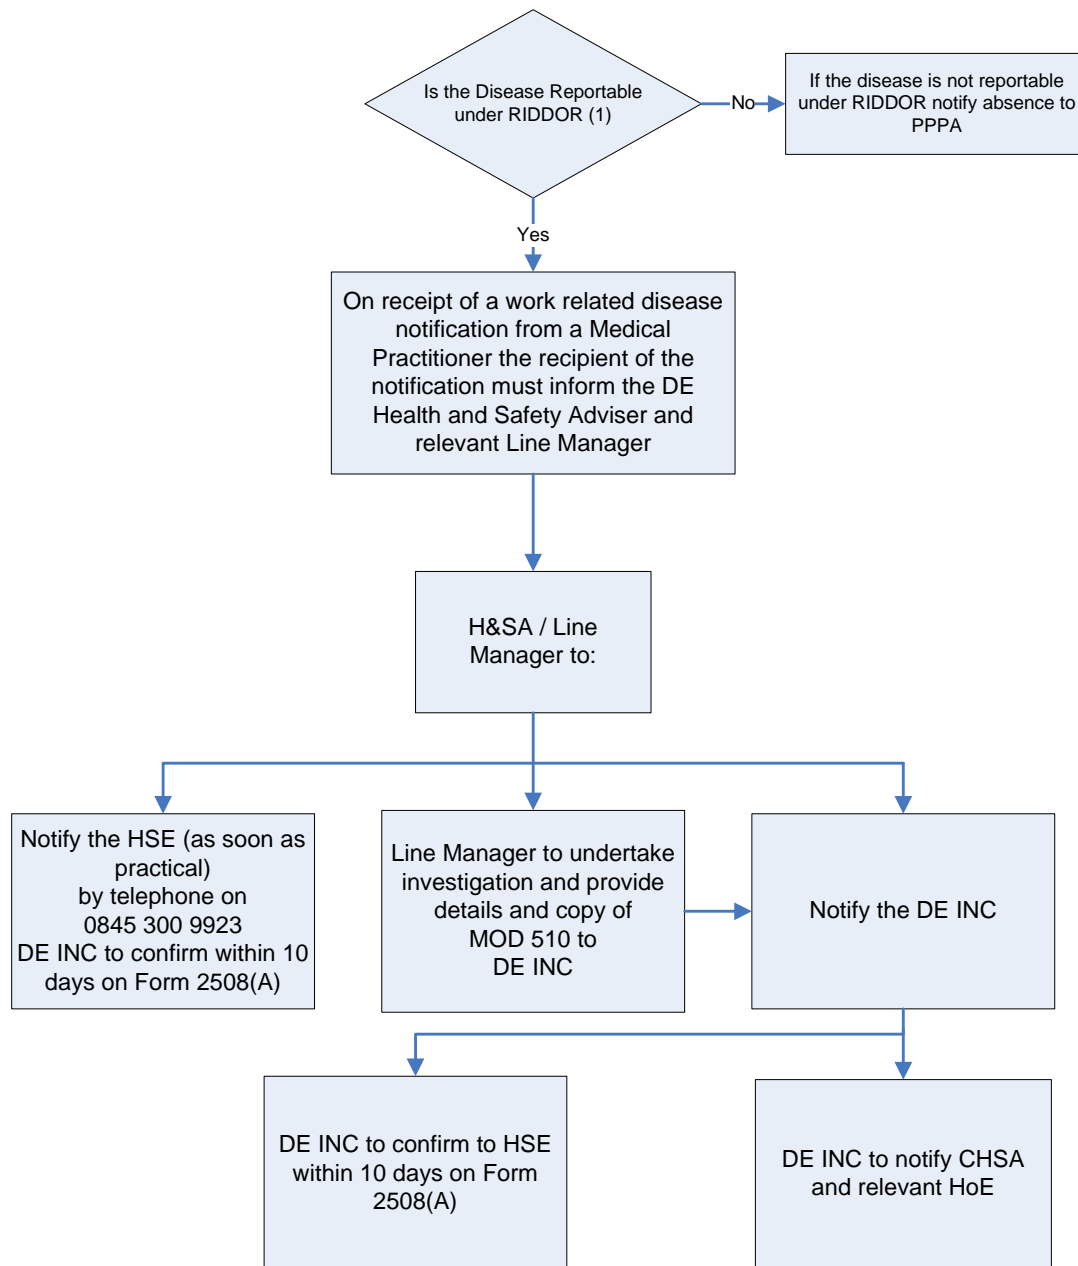 Is the Disease Reportable
under RIDDOR (1)
No
If the disease is not reportable
under RIDDOR notify absence to
PPPA
Yes
On receipt of a work related disease
notification from a Medical
Practitioner the recipient of the
notification must inform the DE
Health and Safety Adviser and
relevant Line Manager
H&SA / Line
Manager to:
Notify the HSE (as soon as
practical)
by telephone on
0845 300 9923
DE INC to confirm within 10
days on Form 2508(A)
Line Manager to undertake
investigation and provide
details and copy of
MOD 510 to
DE INC
Notify the DE INC
DE INC to confirm to HSE
within 10 days on Form
2508(A)
DE INC to notify CHSA
and relevant HoE